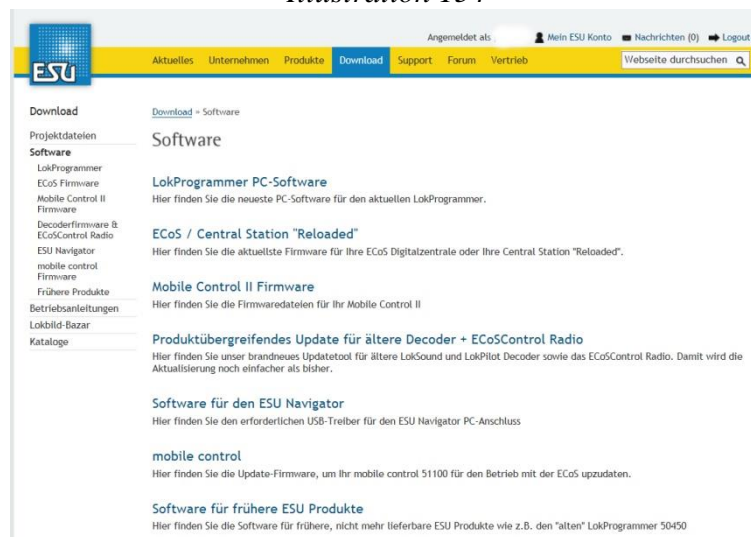 Illustration 134
Angemeldet als Mein ESU Konto Nachrichten (0) Logout
ESU
Aktuelles Unternehmen Produkte Download Support Forum Vertrieb Webseite durchsuchen
Download
Projektdateien
Software
LokProgrammer
ECoS Firmware
Mobile Control II
Firmware
Decoderfirmware &
ECoSControl Radio
ESU Navigator
mobile control
Firmware
Frühere Produkte
Betriebsanleitungen
Lokbild-Bazar
Kataloge
Download » Software
Software
LokProgrammer PC-Software
Hier finden Sie die neueste PC-Software für den aktuellen LokProgrammer.
ECoS / Central Station "Reloaded"
Hier finden Sie die aktuellste Firmware für Ihre ECoS Digitalzentrale oder Ihre Central Station "Reloaded".
Mobile Control II Firmware
Hier finden Sie die Firmwaredateien für Ihr Mobile Control II
Produktübergreifendes Update für ältere Decoder + ECoSControl Radio
Hier finden Sie unser brandneues Updatetool für ältere LokSound und LokPilot Decoder sowie das ECoSControl Radio. Damit wird die
Aktualisierung noch einfacher als bisher.
Software für den ESU Navigator
Hier finden Sie den erforderlichen USB-Treiber für den ESU Navigator PC-Anschluss
mobile control
Hier finden Sie die Update-Firmware, um Ihr mobile control 51100 für den Betrieb mit der ECoS upzudaten.
Software für frühere ESU Produkte
Hier finden Sie die Software für frühere, nicht mehr lieferbare ESU Produkte wie z.B. den "alten" LokProgrammer 50450